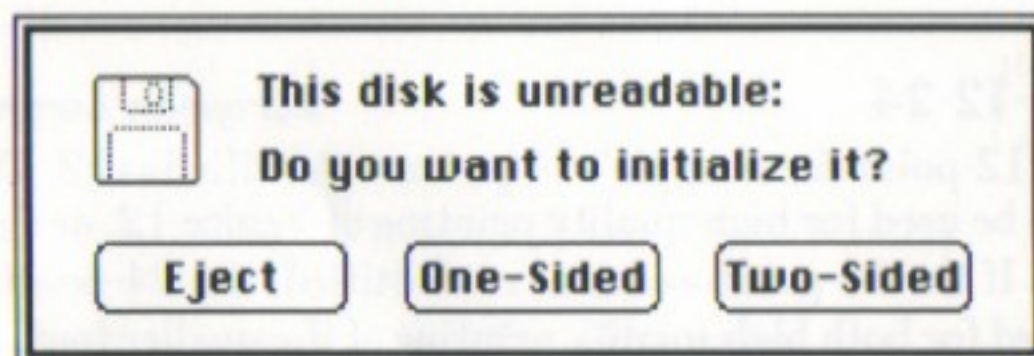 This disk is unreadable:
Do you want to initialize it?
Eject One-Sided Two-Sided